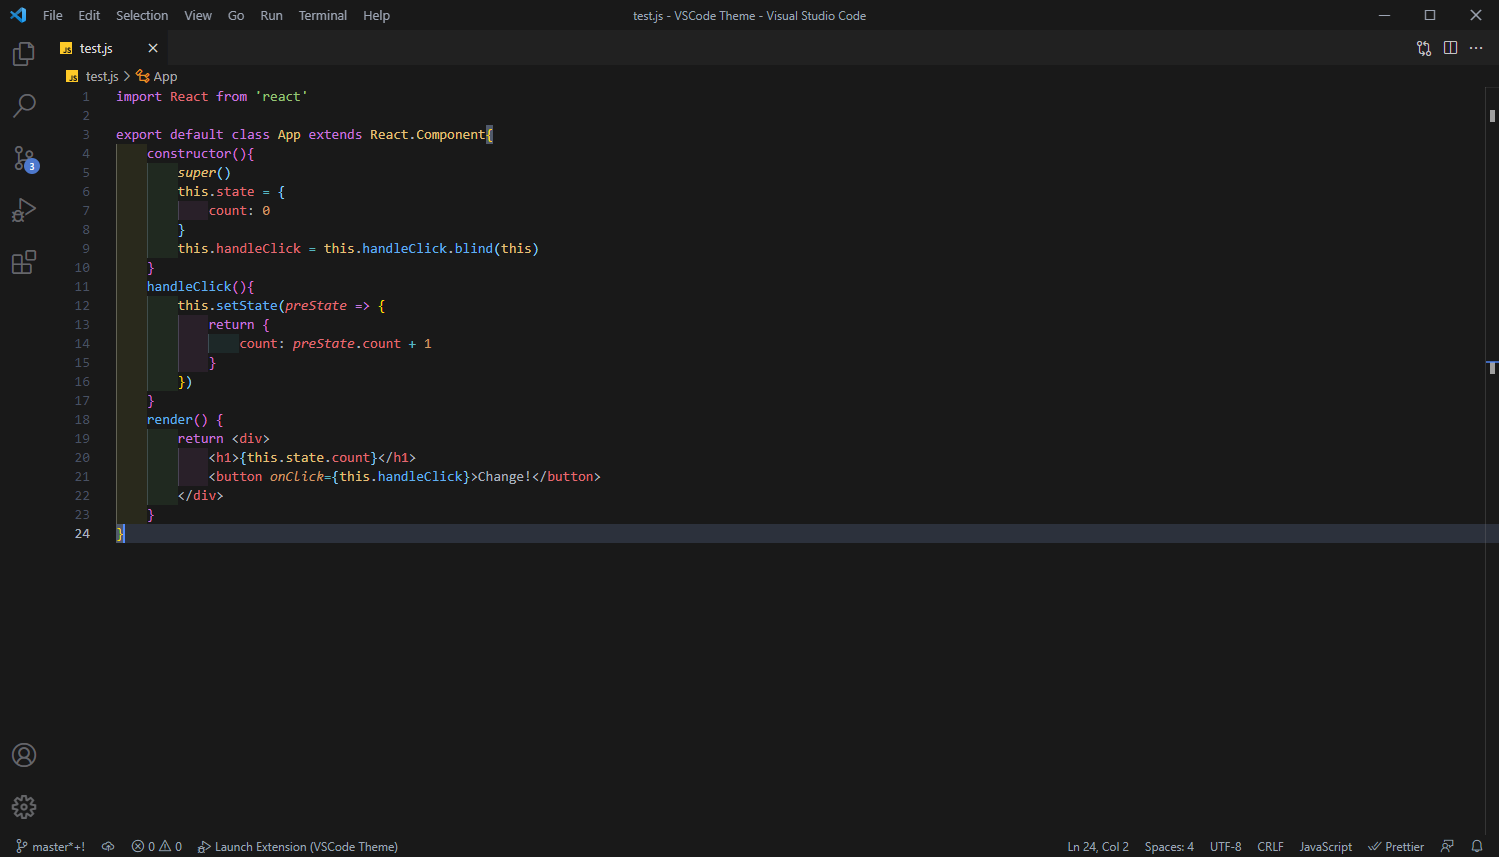 File Edit Selection View Go Run Terminal Help test.js - VSCode Theme - Visual Studio Code
JS test.js
JS test.js > App
1 import React from 'react'
2
3 export default class App extends React.Component{
4 constructor(){
5 super()
6 this.state = {
7 count: 0
8 }
9 this.handleClick = this.handleClick.blind(this)
10 }
11 handleClick(){
12 this.setState(preState => {
13 return {
14 count: preState.count + 1
15 }
16 })
17 }
18 render() {
19 return <div>
20 <h1>{this.state.count}</h1>
21 <button onClick={this.handleClick}>Change!</button>
22 </div>
23 }
24 }
3
master*+! 0 0 Launch Extension (VSCode Theme) Ln 24, Col 2 Spaces: 4 UTF-8 CRLF JavaScript Prettier